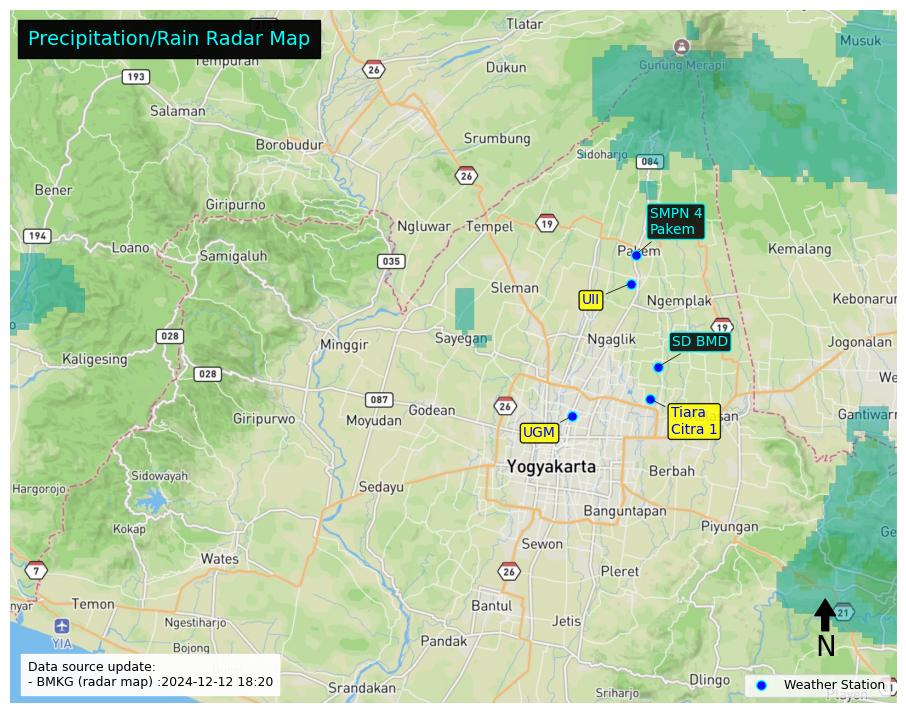 Precipitation/Rain Radar Map
Tlatar
Musuk
Tempuran
26
Dukun
Gunung Merapi
193
Salaman
Srumbung
Borobudur
Sidoharjo
084
26
Bener
Giripurno
SMPN 4
Pakem
19
Ngluwar
Tempel
194
Loano
Samigaluh
035
Pakem
Kemalang
Sleman
UII
Ngemplak
Kebonarum
028
19
Minggir
Sayegan
Ngaglik
SD BMD
Jogonalan
Kaligesing
028
087
Godean
26
Tiara
Citra 1
Gantiwarn
Giripurwo
Moyudan
UGM
Yogyakarta
Sidowayah
Berbah
Hargorojo
Sedayu
Banguntapan
Kokap
Piyungan
Sewon
Wates
7
26
Pleret
Temon
Bantul
21
Ngestiharjo
Jetis
YIA
Pandak
N
Bojong
Data source update:
- BMKG (radar map) :2024-12-12 18:20
Srandakan
Dlingo
Sriharjo
Weather Station
Playen